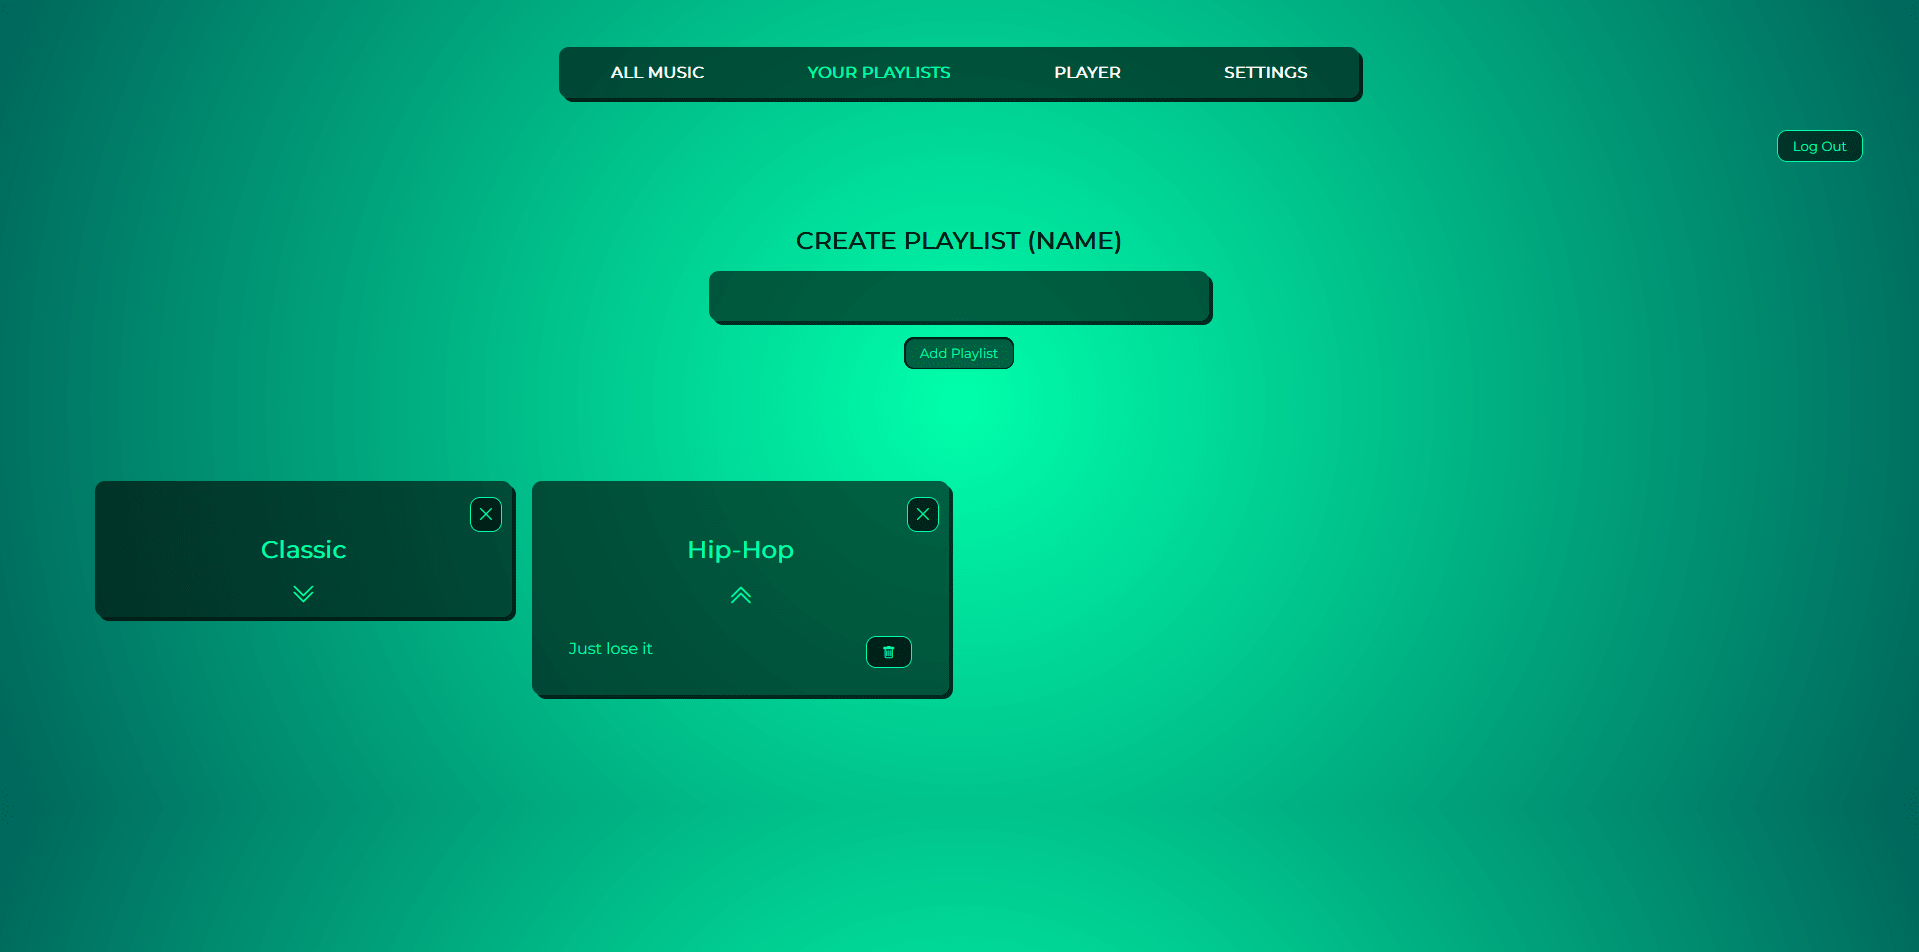 ALL MUSIC YOUR PLAYLISTS PLAYER SETTINGS
Log Out
CREATE PLAYLIST (NAME)
Add Playlist
Classic
Hip-Hop
Just lose it